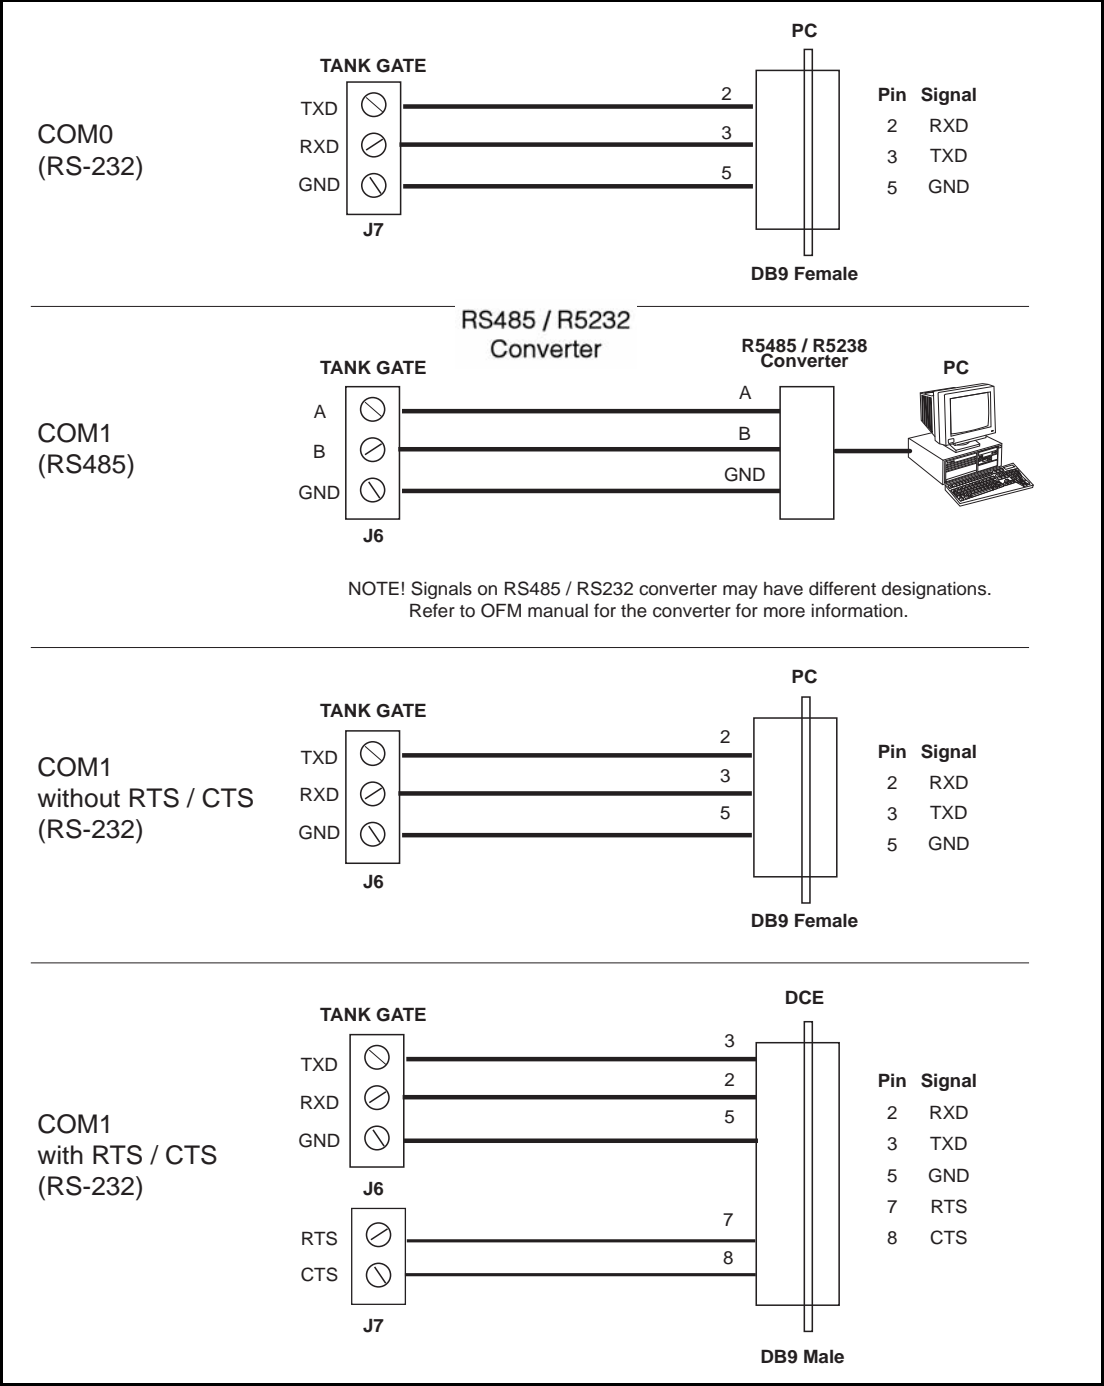 PC
TANK GATE
COM0
(RS-232)
TXD
RXD
GND
2
3
5
J7
DB9 Female
Pin Signal
2 RXD
3 TXD
5 GND
RS485 / R5232
Converter
R5485 / R5238
Converter
TANK GATE
PC
COM1
(RS485)
A
B
GND
A
B
GND
J6
NOTE! Signals on RS485 / RS232 converter may have different designations.
Refer to OFM manual for the converter for more information.
PC
TANK GATE
COM1
without RTS / CTS
(RS-232)
TXD
RXD
GND
2
3
5
J6
DB9 Female
Pin Signal
2 RXD
3 TXD
5 GND
DCE
TANK GATE
COM1
with RTS / CTS
(RS-232)
TXD
RXD
GND
3
2
5
J6
RTS
CTS
7
8
J7
DB9 Male
Pin Signal
2 RXD
3 TXD
5 GND
7 RTS
8 CTS